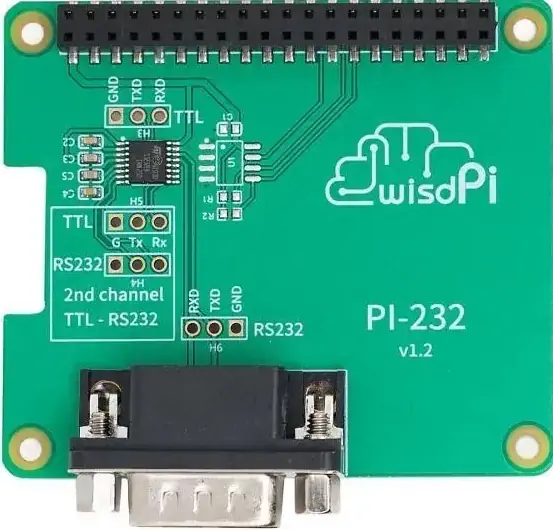 GND TXD RXD
TTL
H3
C1
C2
C3
C5
C4
U1
R1
R2
H5
TTL
G Tx Rx
RS232
H4
2nd channel
TTL - RS232
RXD TXD GND
RS232
H6
wisdPi
PI-232
v1.2